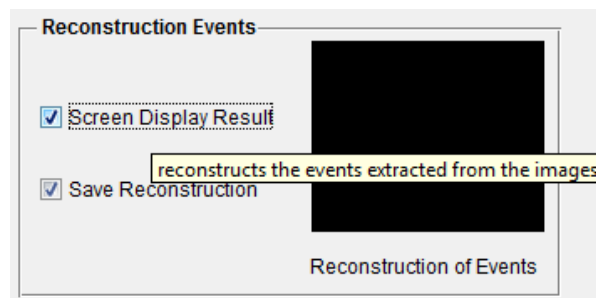 Reconstruction Events
Screen Display Result
reconstructs the events extracted from the images
Save Reconstruction
Reconstruction of Events